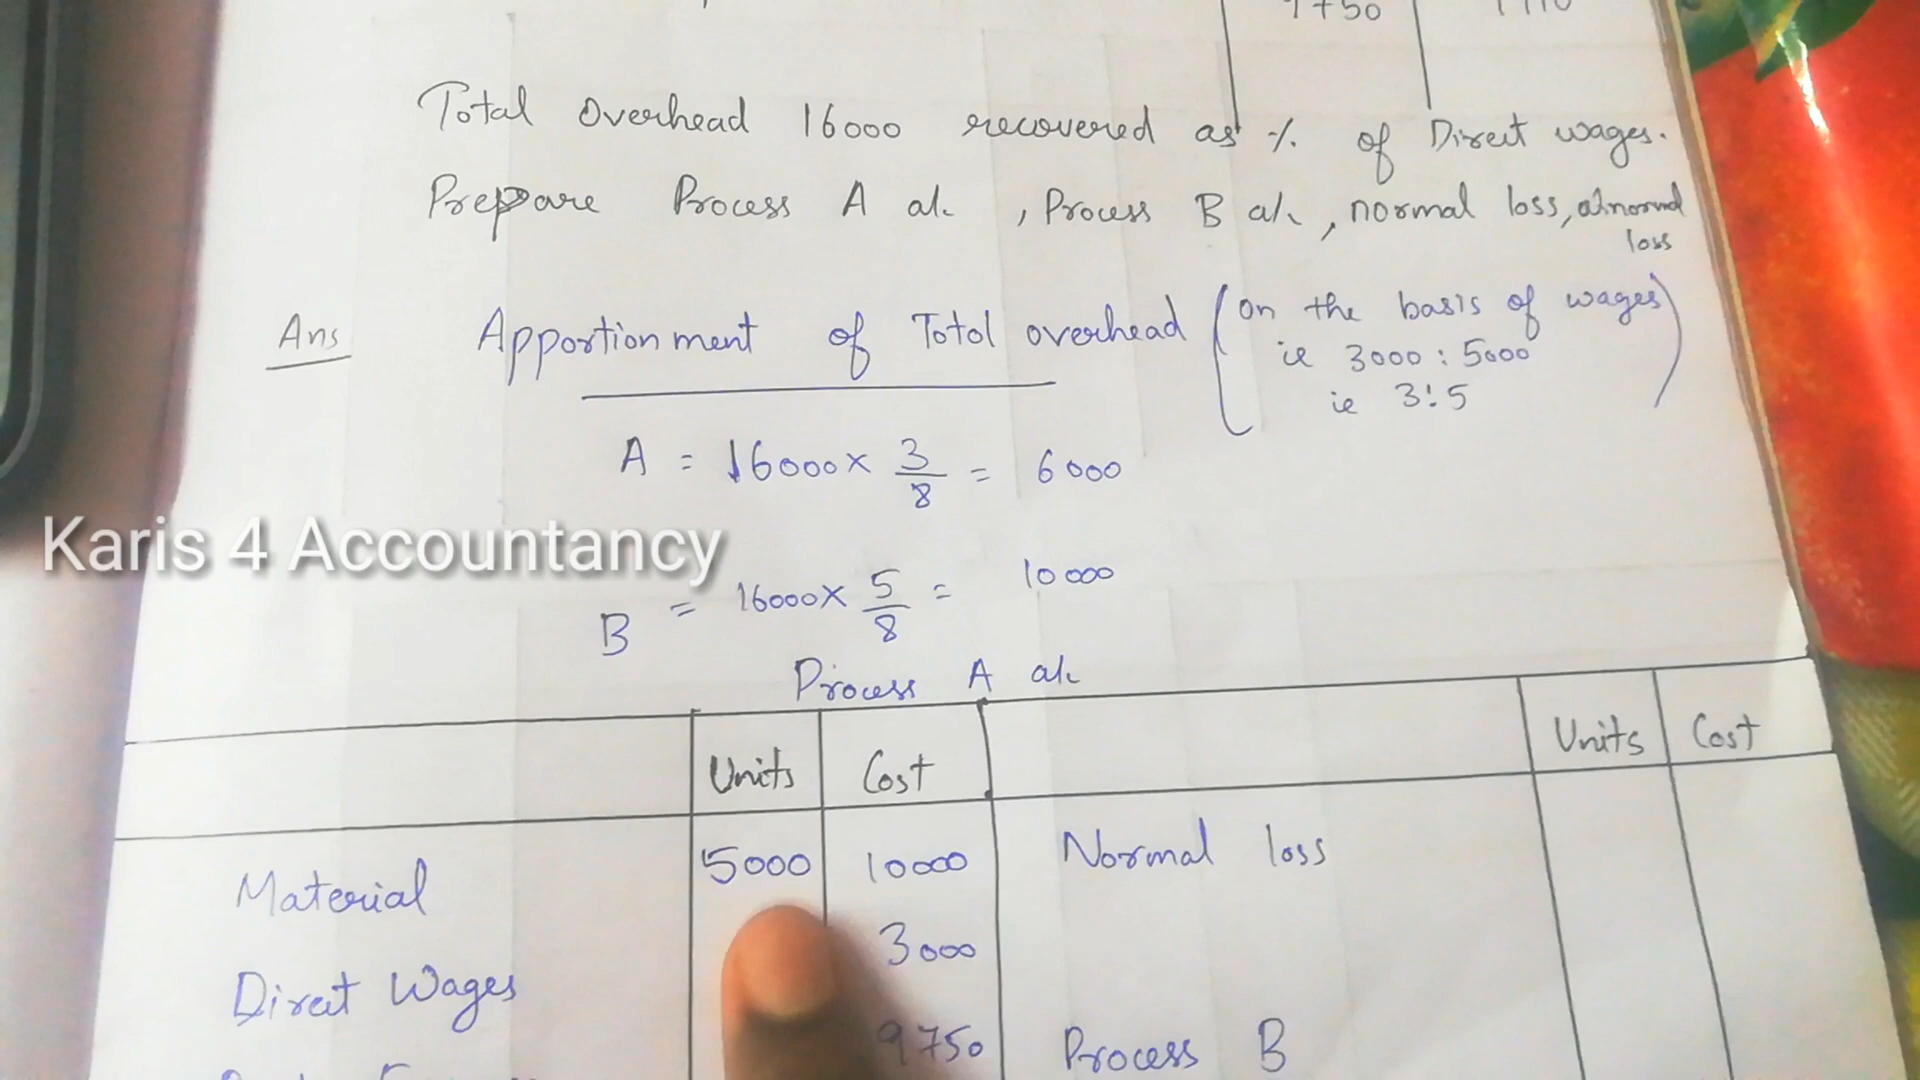 Total Overhead 16000 recovered as % of Direct wages.
Prepare Process A a/c, Process B a/c, normal loss, abnormal
loss
Ans Apportionment of Total overhead (on the basis of wages)
ie 3000 : 5000
ie 3:5
A = 16000 × 3/8 = 6000
Karis 4 Accountancy
B = 16000 × 5/8 = 10000
Process A a/c
Units Cost Units Cost
Material 5000 10000 Normal loss
Direct Wages 3000
9750 Process B